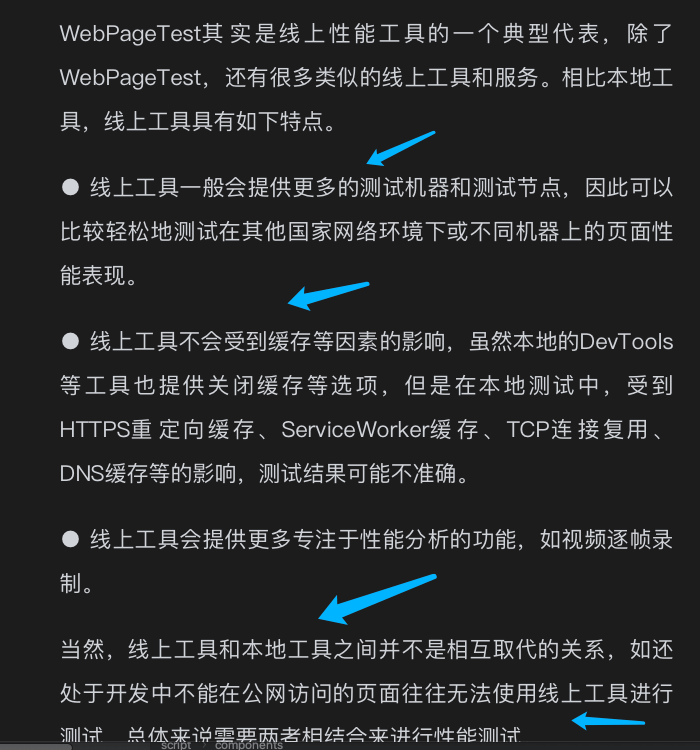 WebPageTest其实是线上性能工具的一个典型代表，除了
WebPageTest，还有很多类似的线上工具和服务。相比本地工
具，线上工具具有如下特点。
● 线上工具一般会提供更多的测试机器和测试节点，因此可以
比较轻松地测试在其他国家网络环境下或不同机器上的页面性
能表现。
● 线上工具不会受到缓存等因素的影响，虽然本地的DevTools
等工具也提供关闭缓存等选项，但是在本地测试中，受到
HTTPS重定向缓存、ServiceWorker缓存、TCP连接复用、
DNS缓存等的影响，测试结果可能不准确。
● 线上工具会提供更多专注于性能分析的功能，如视频逐帧录
制。
当然，线上工具和本地工具之间并不是相互取代的关系，如还
处于开发中不能在公网访问的页面往往无法使用线上工具进行
测试，总体来说需要两者相结合来进行性能测试
script › components